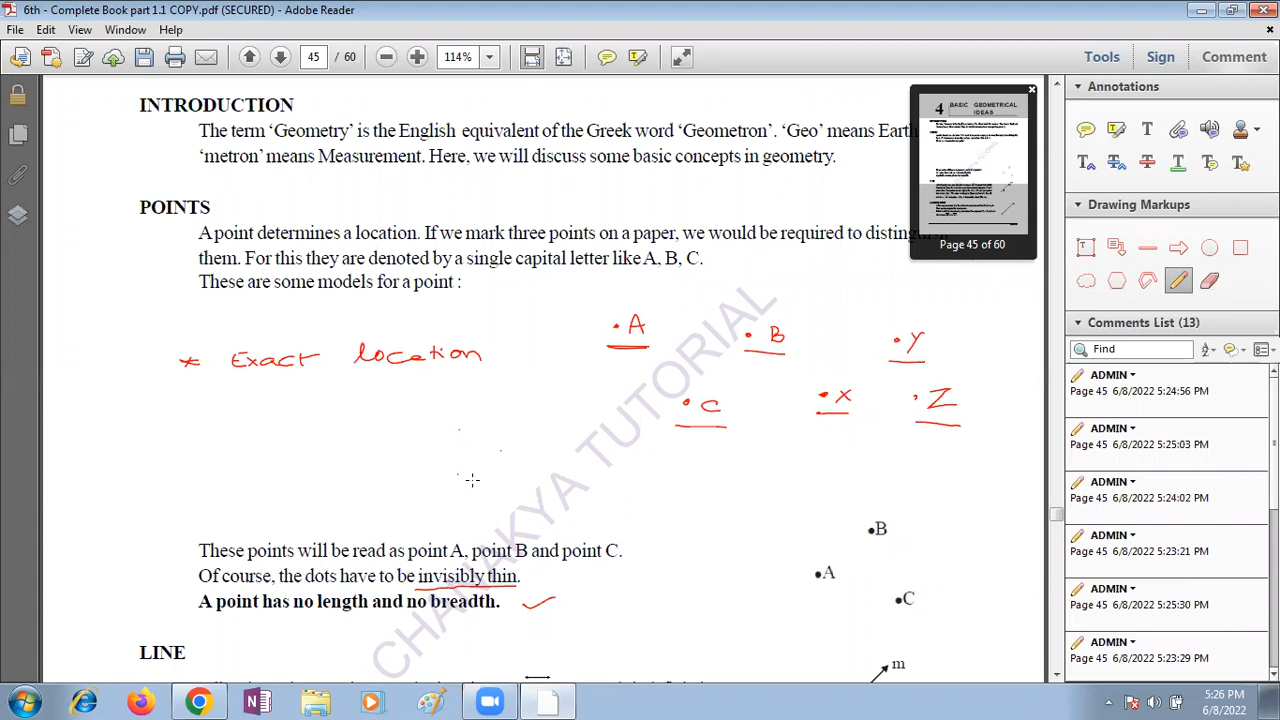 6th - Complete Book part 1.1 COPY.pdf (SECURED) - Adobe Reader
File Edit View Window Help
45 / 60 114% Tools Sign Comment
INTRODUCTION
The term ‘Geometry’ is the English equivalent of the Greek word ‘Geometron’. ‘Geo’ means Earth
‘metron’ means Measurement. Here, we will discuss some basic concepts in geometry.
POINTS
A point determines a location. If we mark three points on a paper, we would be required to distinguish
them. For this they are denoted by a single capital letter like A, B, C.
These are some models for a point :
A B Y
* Exact location
C X Z
B
These points will be read as point A, point B and point C.
Of course, the dots have to be invisibly thin.
A
A point has no length and no breadth.
C
LINE
m
CHANAKYA TUTORIAL
4 BASIC GEOMETRICAL
IDEAS
Page 45 of 60
Annotations
T
T T T T T
Drawing Markups
Comments List (13)
Find
ADMIN
Page 45 6/8/2022 5:24:56 PM
ADMIN
Page 45 6/8/2022 5:25:03 PM
ADMIN
Page 45 6/8/2022 5:24:02 PM
ADMIN
Page 45 6/8/2022 5:23:21 PM
ADMIN
Page 45 6/8/2022 5:25:30 PM
ADMIN
Page 45 6/8/2022 5:23:29 PM
5:26 PM
6/8/2022